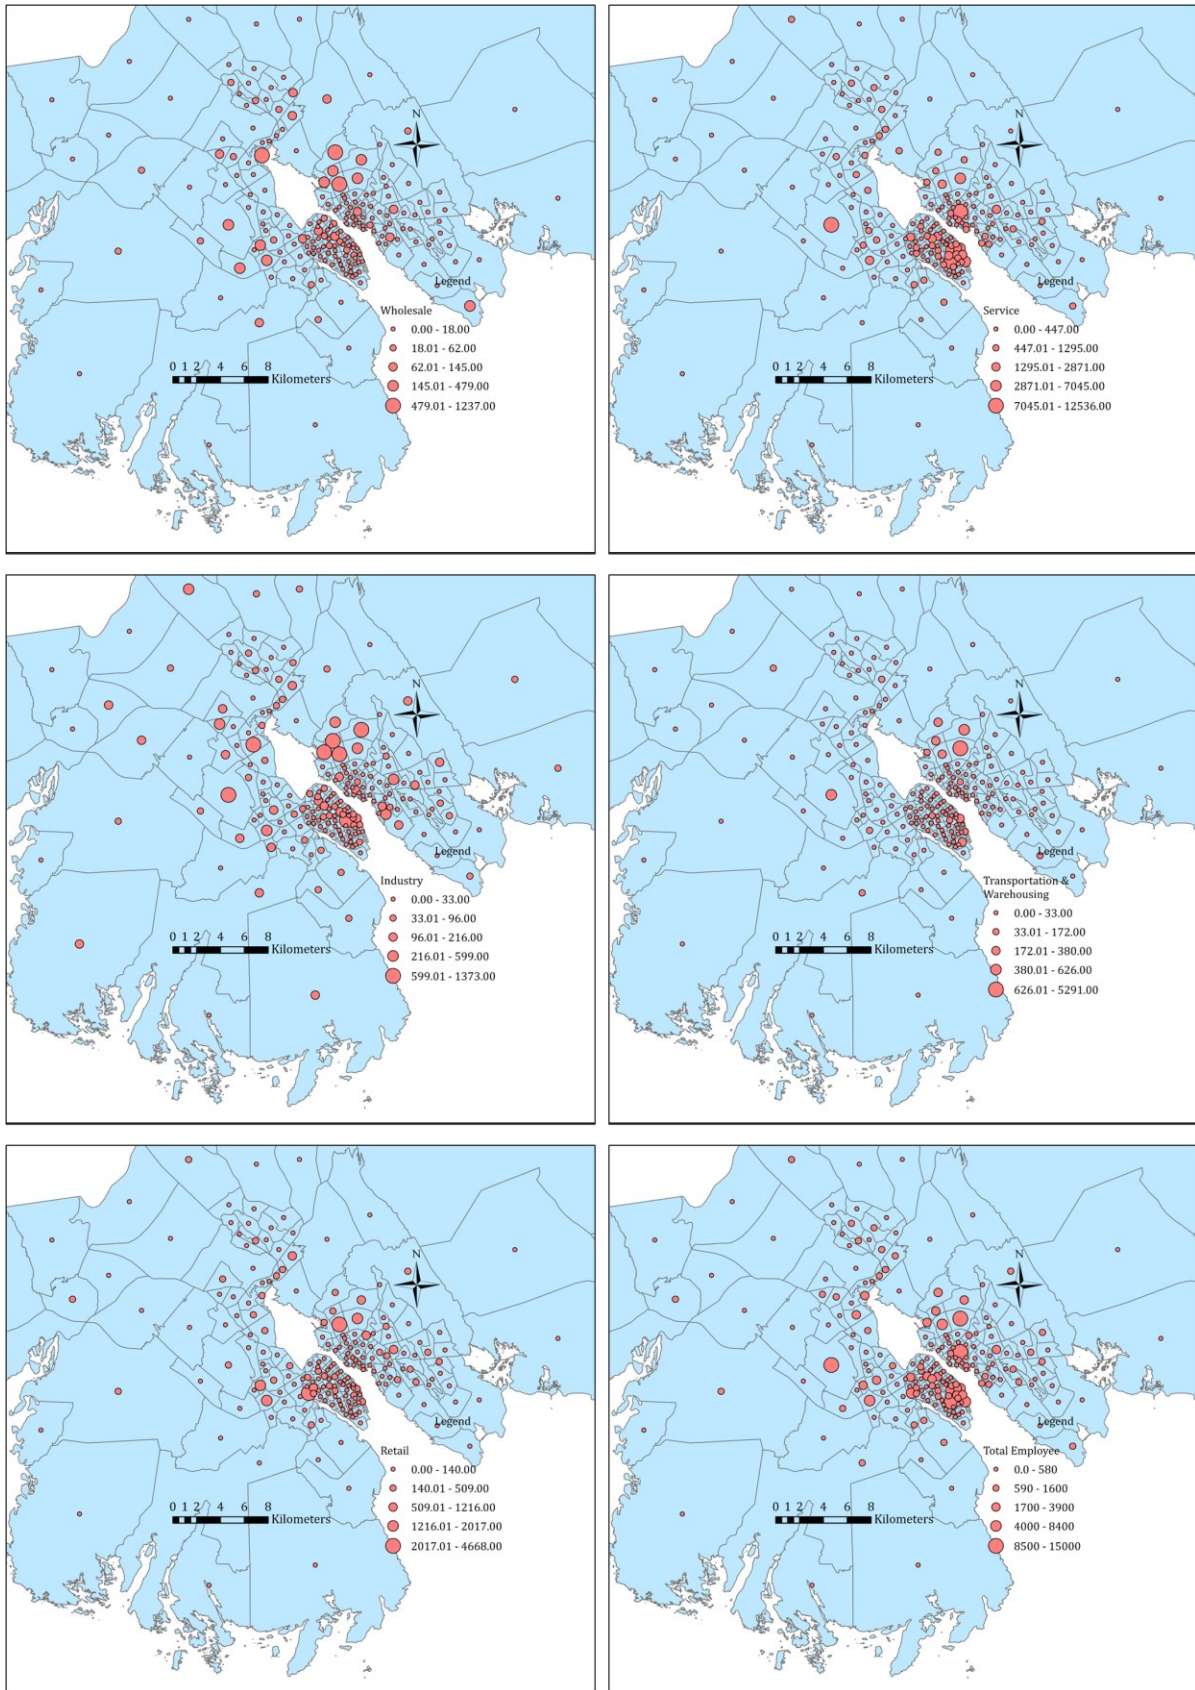 N
Legend
Wholesale
0.00 - 18.00
18.01 - 62.00
62.01 - 145.00
145.01 - 479.00
479.01 - 1237.00
0 1 2 4 6 8
Kilometers
N
Legend
Service
0.00 - 447.00
447.01 - 1295.00
1295.01 - 2871.00
2871.01 - 7045.00
7045.01 - 12536.00
0 1 2 4 6 8
Kilometers
N
Legend
Industry
0.00 - 33.00
33.01 - 96.00
96.01 - 216.00
216.01 - 599.00
599.01 - 1373.00
0 1 2 4 6 8
Kilometers
N
Legend
Transportation &
Warehousing
0.00 - 33.00
33.01 - 172.00
172.01 - 380.00
380.01 - 626.00
626.01 - 5291.00
0 1 2 4 6 8
Kilometers
N
Legend
Retail
0.00 - 140.00
140.01 - 509.00
509.01 - 1216.00
1216.01 - 2017.00
2017.01 - 4668.00
0 1 2 4 6 8
Kilometers
N
Legend
Total Employee
0.0 - 580
590 - 1600
1700 - 3900
4000 - 8400
8500 - 15000
0 1 2 4 6 8
Kilometers